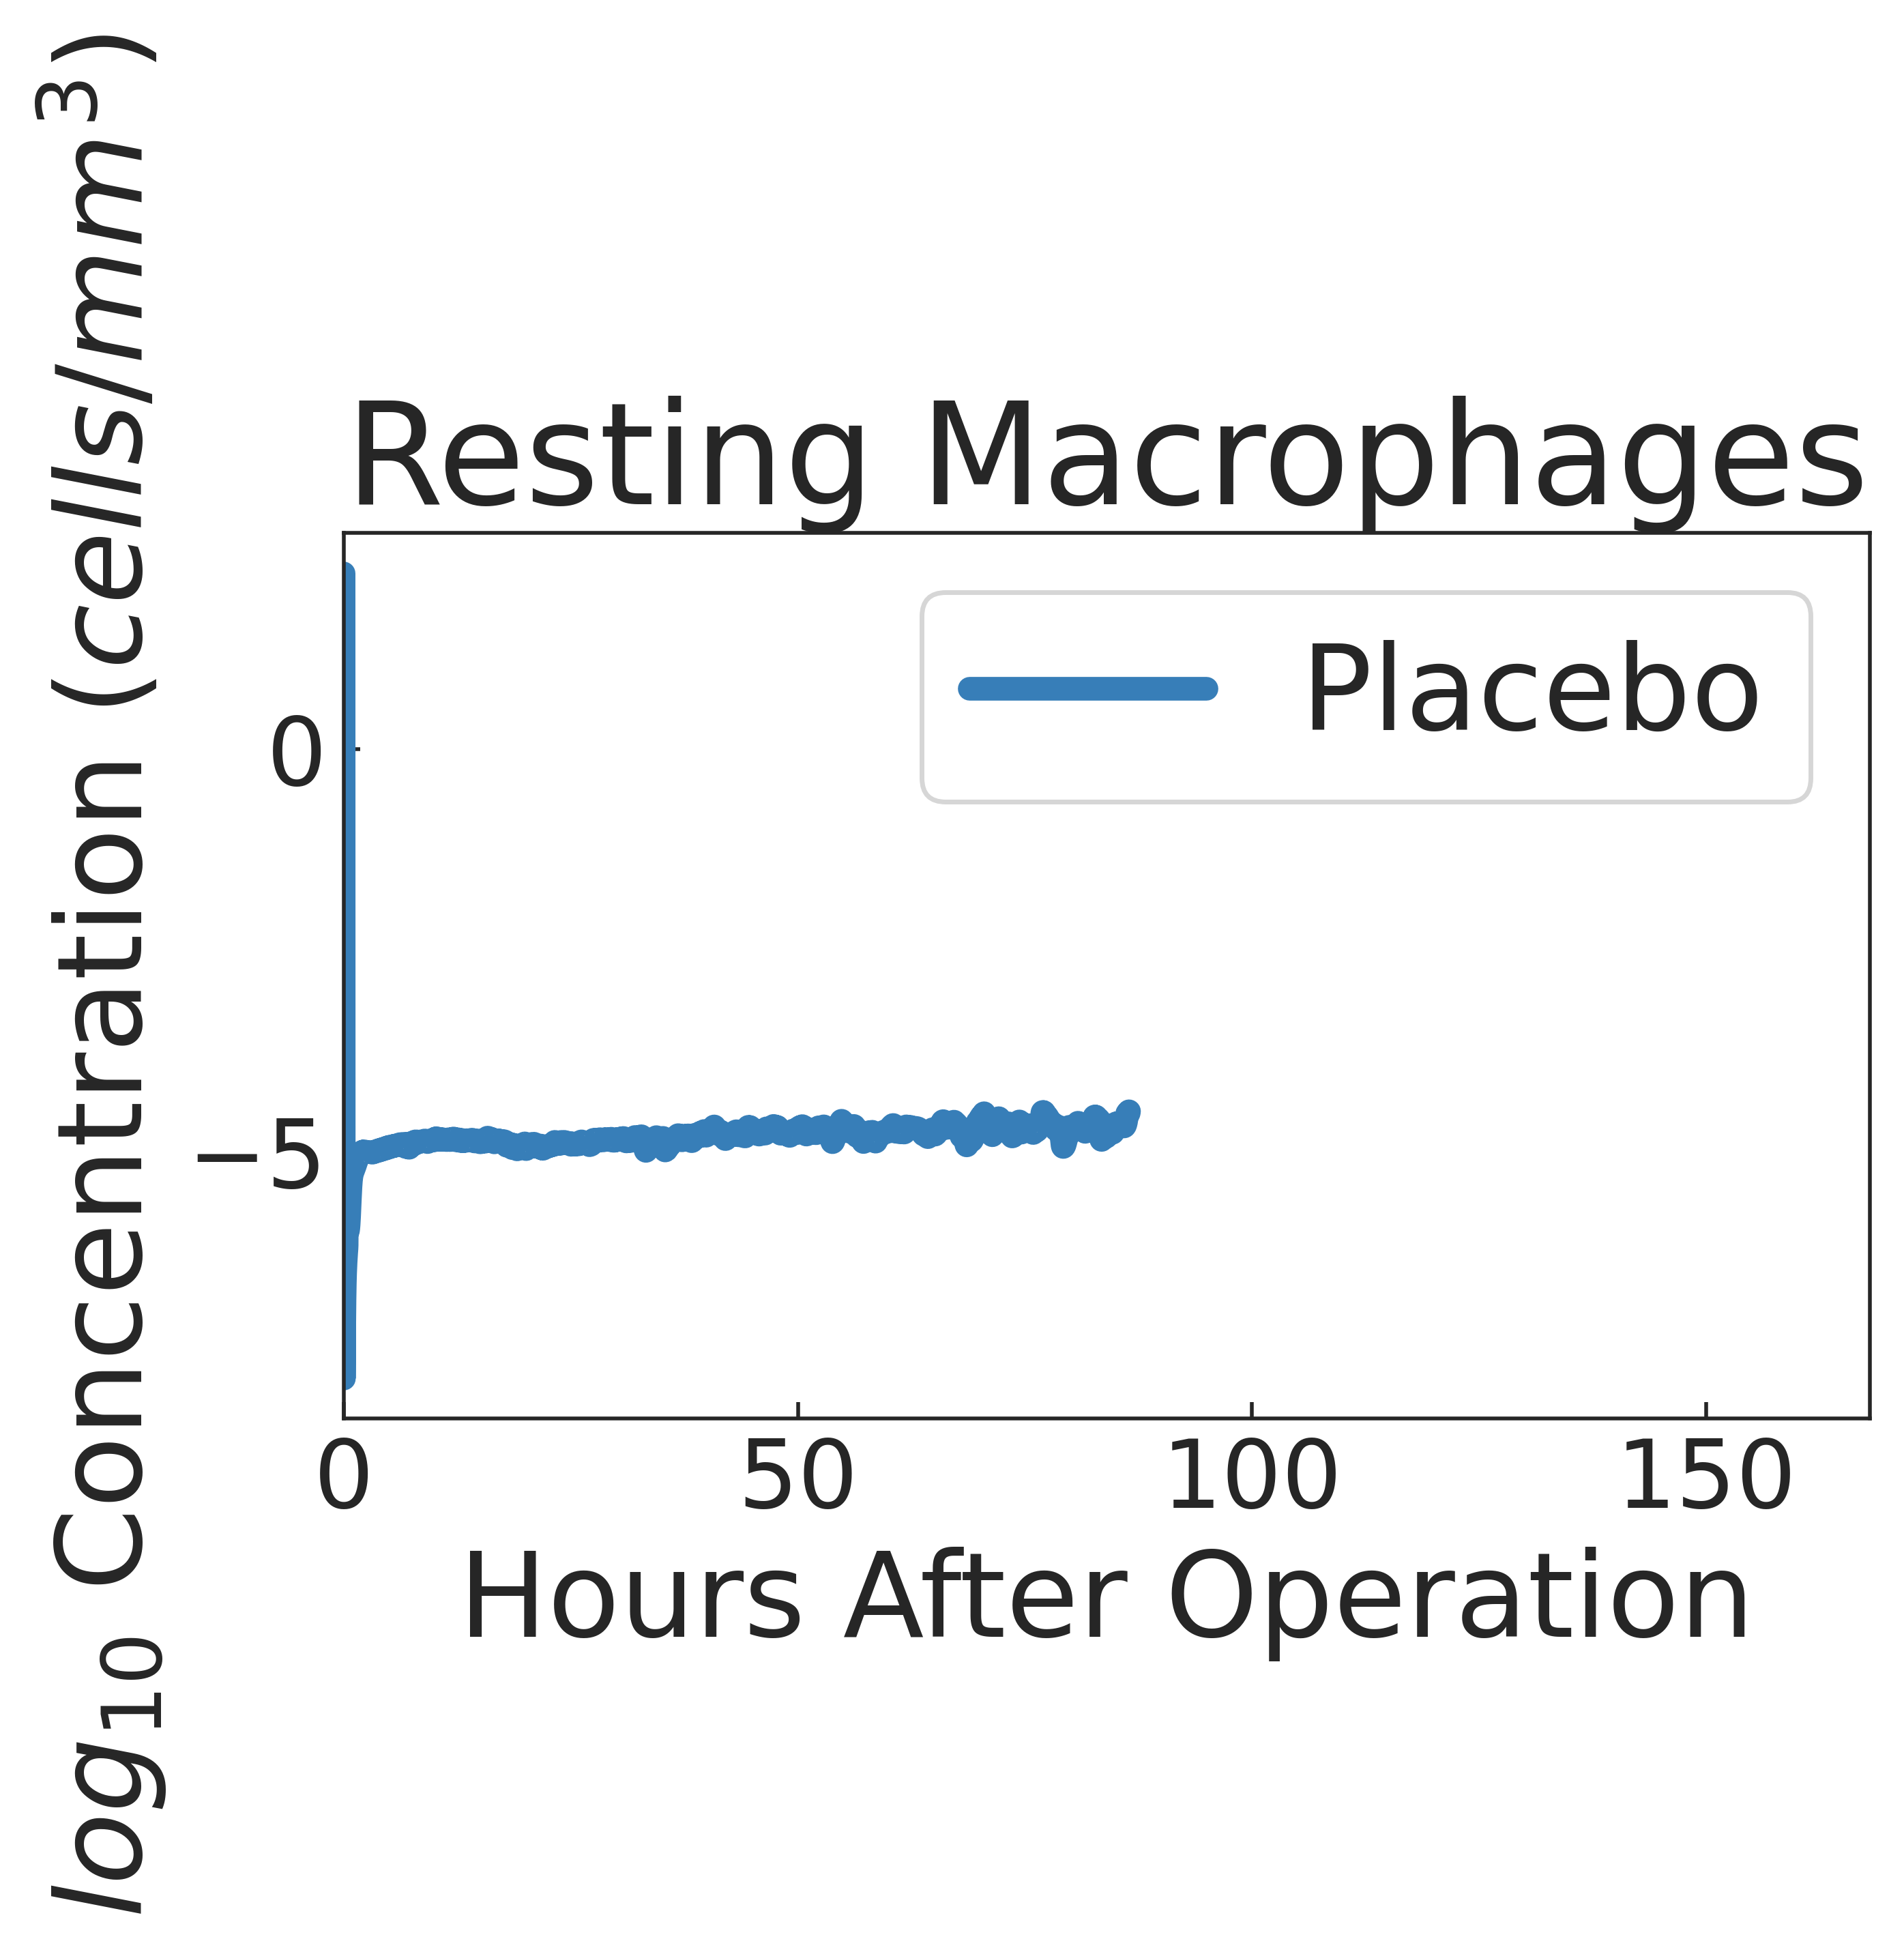 Resting Macrophages
log10 Concentration (cells/mm3)
Placebo
0
−5
0 50 100 150
Hours After Operation